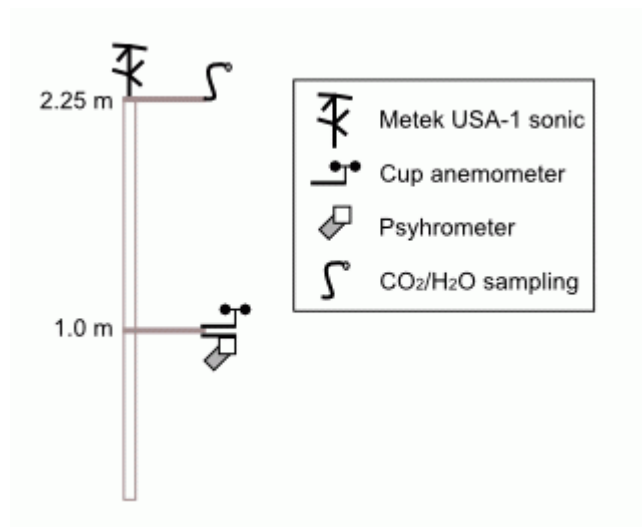 2.25 m
Metek USA-1 sonic
Cup anemometer
Psyhrometer
CO2/H2O sampling
1.0 m